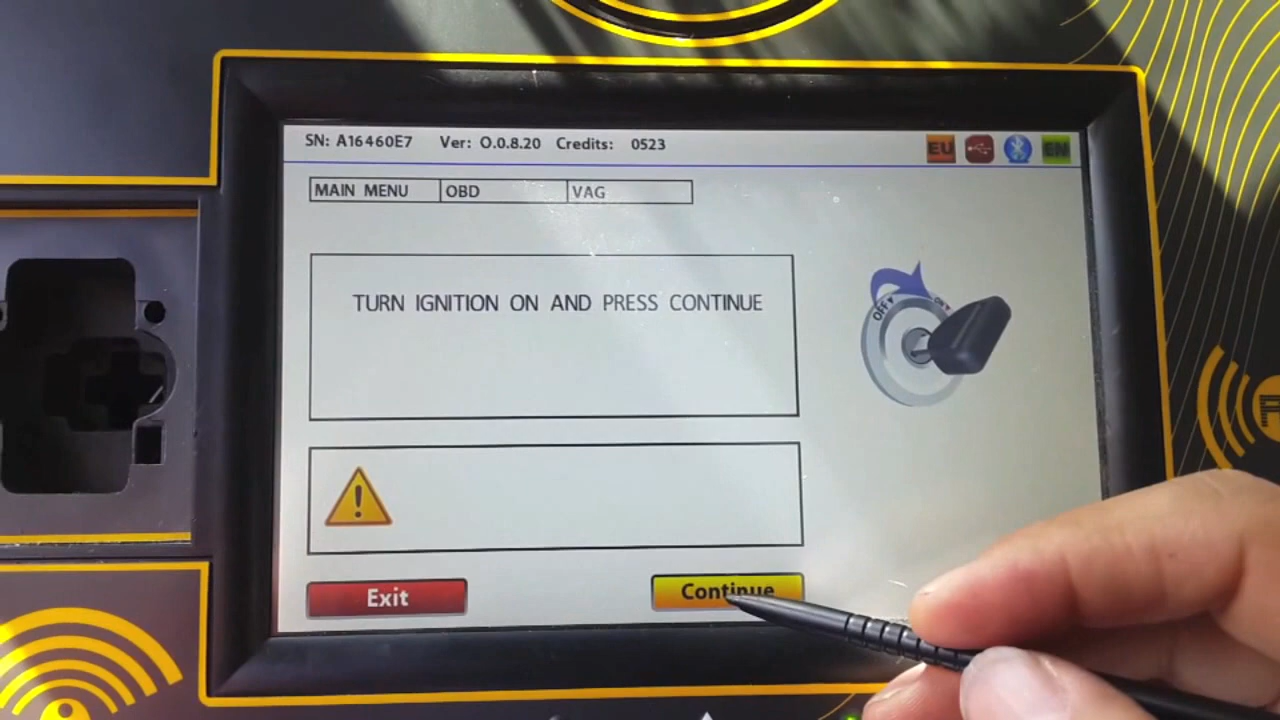 SN: A16460E7 Ver: O.0.8.20 Credits: 0523
EU EN
MAIN MENU OBD VAG
TURN IGNITION ON AND PRESS CONTINUE
OFF ON
Exit Continue